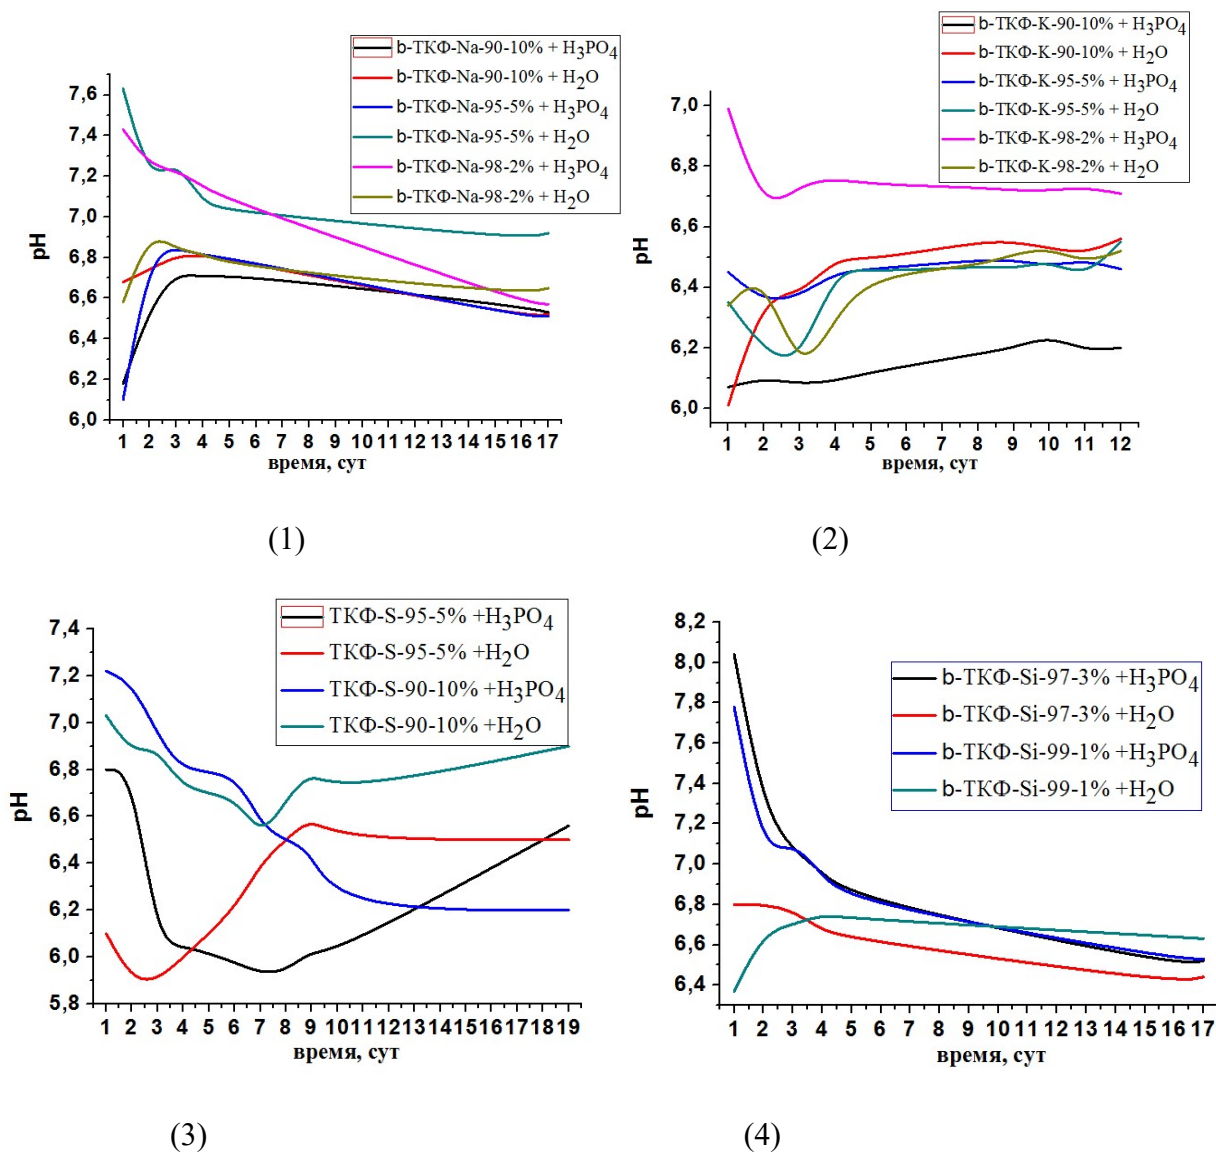 b-ТКФ-Na-90-10% + H₃PO₄
b-ТКФ-Na-90-10% + H₂O
b-ТКФ-Na-95-5% + H₃PO₄
b-ТКФ-Na-95-5% + H₂O
b-ТКФ-Na-98-2% + H₃PO₄
b-ТКФ-Na-98-2% + H₂O
7,6
7,4
7,2
7,0
6,8
6,6
6,4
6,2
6,0
pH
1 2 3 4 5 6 7 8 9 10 11 12 13 14 15 16 17
время, сут
(1)
b-ТКФ-K-90-10% + H₃PO₄
b-ТКФ-K-90-10% + H₂O
b-ТКФ-K-95-5% + H₃PO₄
b-ТКФ-K-95-5% + H₂O
b-ТКФ-K-98-2% + H₃PO₄
b-ТКФ-K-98-2% + H₂O
7,0
6,8
6,6
6,4
6,2
6,0
pH
1 2 3 4 5 6 7 8 9 10 11 12
время, сут
(2)
ТКФ-S-95-5% +H₃PO₄
ТКФ-S-95-5% +H₂O
ТКФ-S-90-10% +H₃PO₄
ТКФ-S-90-10% +H₂O
7,4
7,2
7,0
6,8
6,6
6,4
6,2
6,0
5,8
pH
1 2 3 4 5 6 7 8 9 10 11 12 13 14 15 16 17 18 19
время, сут
(3)
b-ТКФ-Si-97-3% +H₃PO₄
b-ТКФ-Si-97-3% +H₂O
b-ТКФ-Si-99-1% +H₃PO₄
b-ТКФ-Si-99-1% +H₂O
8,2
8,0
7,8
7,6
7,4
7,2
7,0
6,8
6,6
6,4
pH
1 2 3 4 5 6 7 8 9 10 11 12 13 14 15 16 17
время, сут
(4)